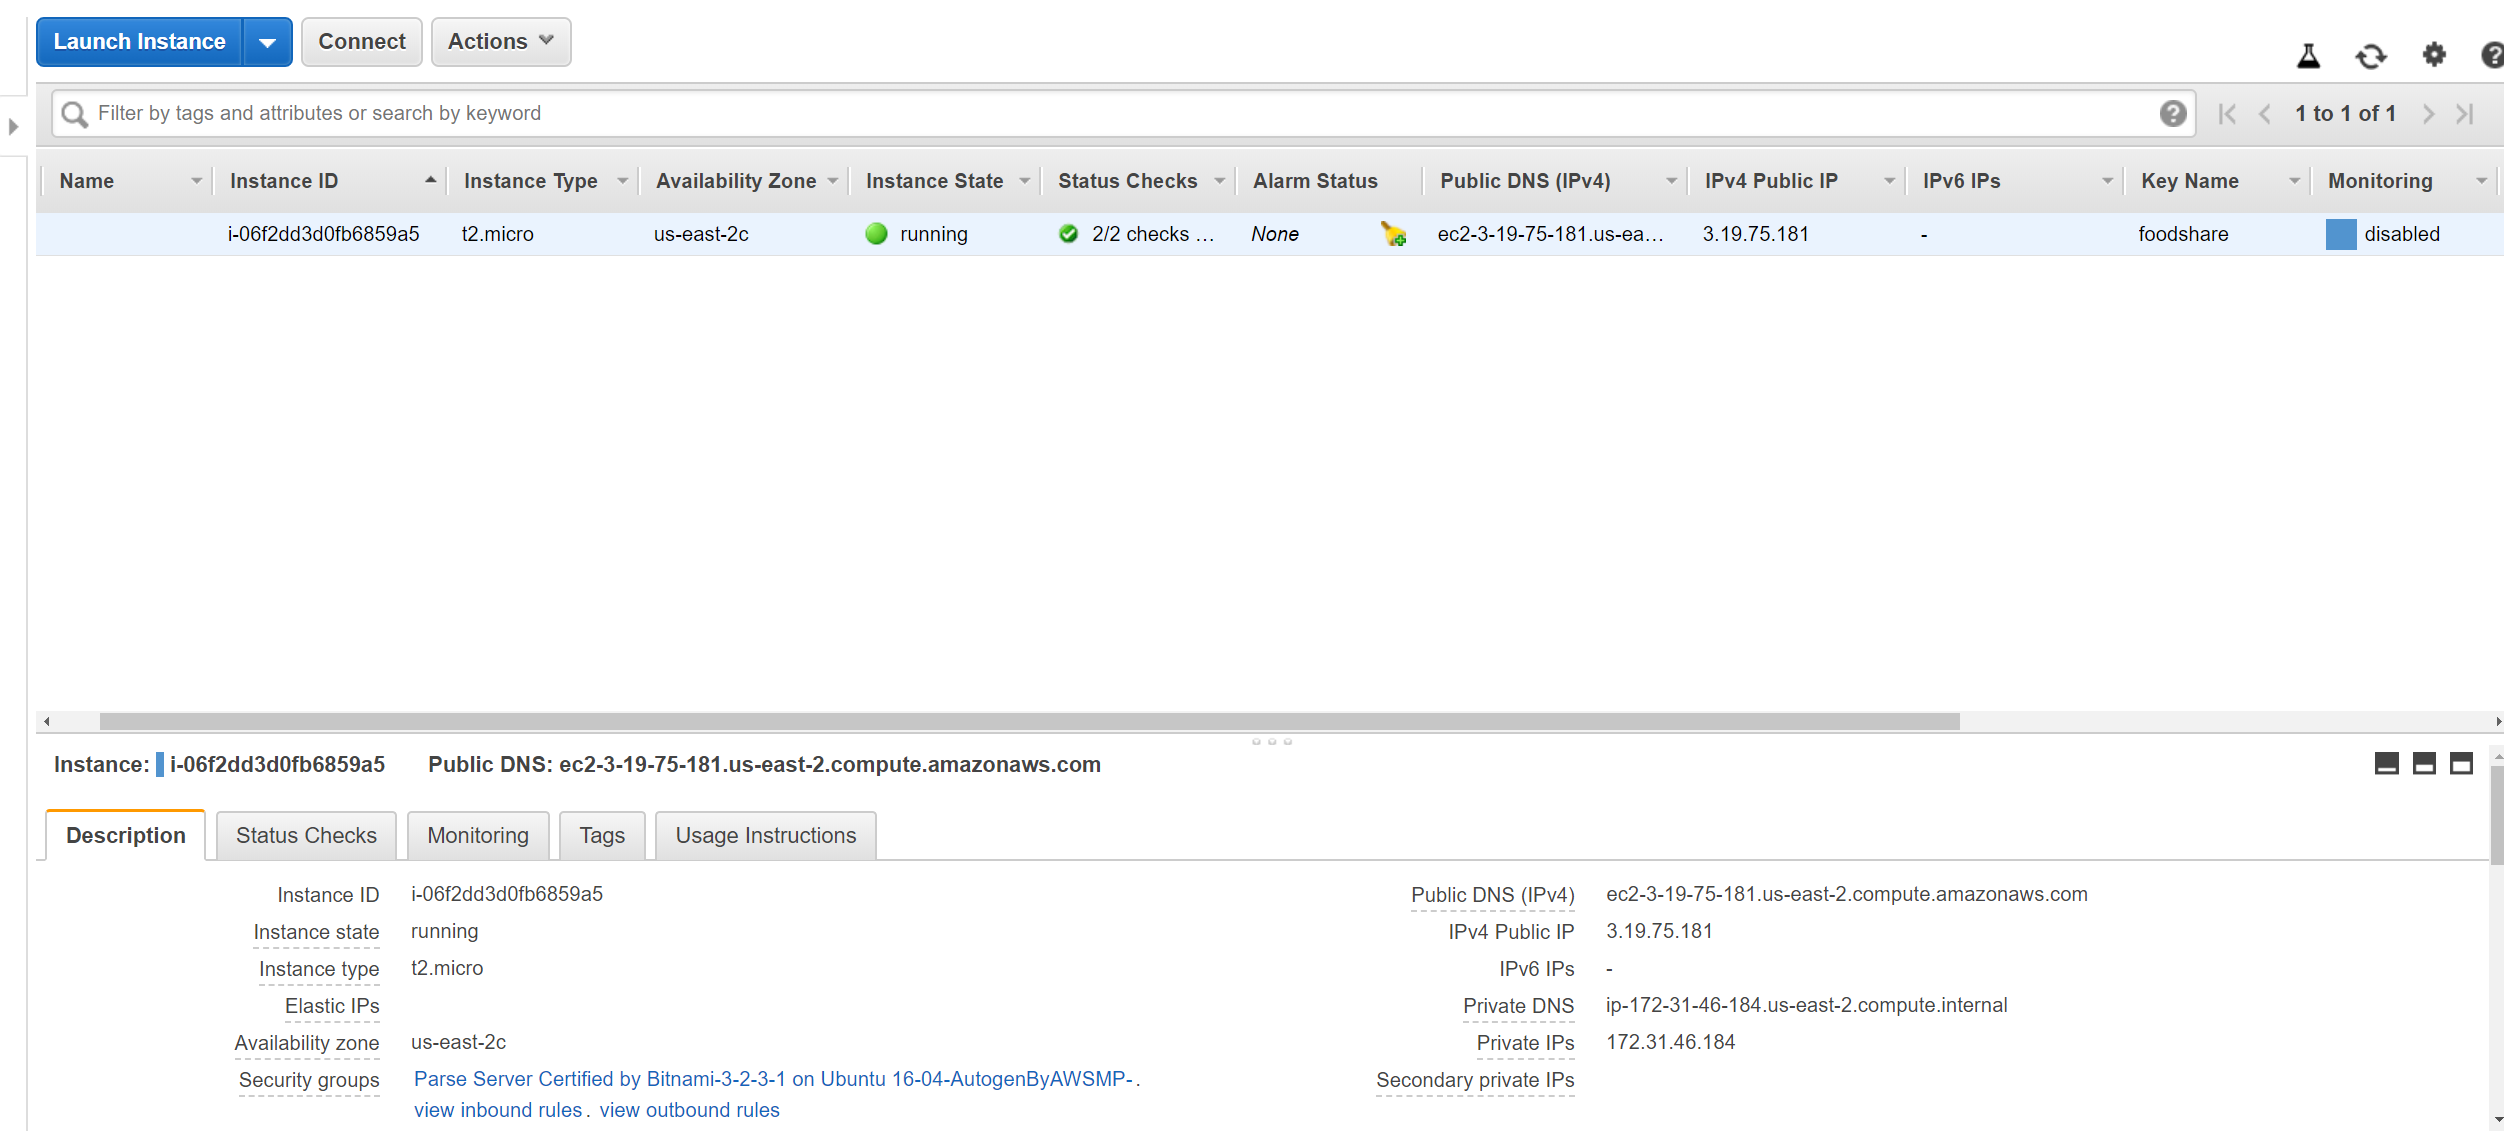 Launch Instance Connect Actions
Filter by tags and attributes or search by keyword 1 to 1 of 1
Name Instance ID Instance Type Availability Zone Instance State Status Checks Alarm Status Public DNS (IPv4) IPv4 Public IP IPv6 IPs Key Name Monitoring
i-06f2dd3d0fb6859a5 t2.micro us-east-2c running 2/2 checks ... None ec2-3-19-75-181.us-ea... 3.19.75.181 - foodshare disabled
Instance: i-06f2dd3d0fb6859a5 Public DNS: ec2-3-19-75-181.us-east-2.compute.amazonaws.com
Description Status Checks Monitoring Tags Usage Instructions
Instance ID i-06f2dd3d0fb6859a5 Public DNS (IPv4) ec2-3-19-75-181.us-east-2.compute.amazonaws.com
Instance state running IPv4 Public IP 3.19.75.181
Instance type t2.micro IPv6 IPs -
Elastic IPs Private DNS ip-172-31-46-184.us-east-2.compute.internal
Availability zone us-east-2c Private IPs 172.31.46.184
Security groups Parse Server Certified by Bitnami-3-2-3-1 on Ubuntu 16-04-AutogenByAWSMP-. Secondary private IPs
view inbound rules. view outbound rules